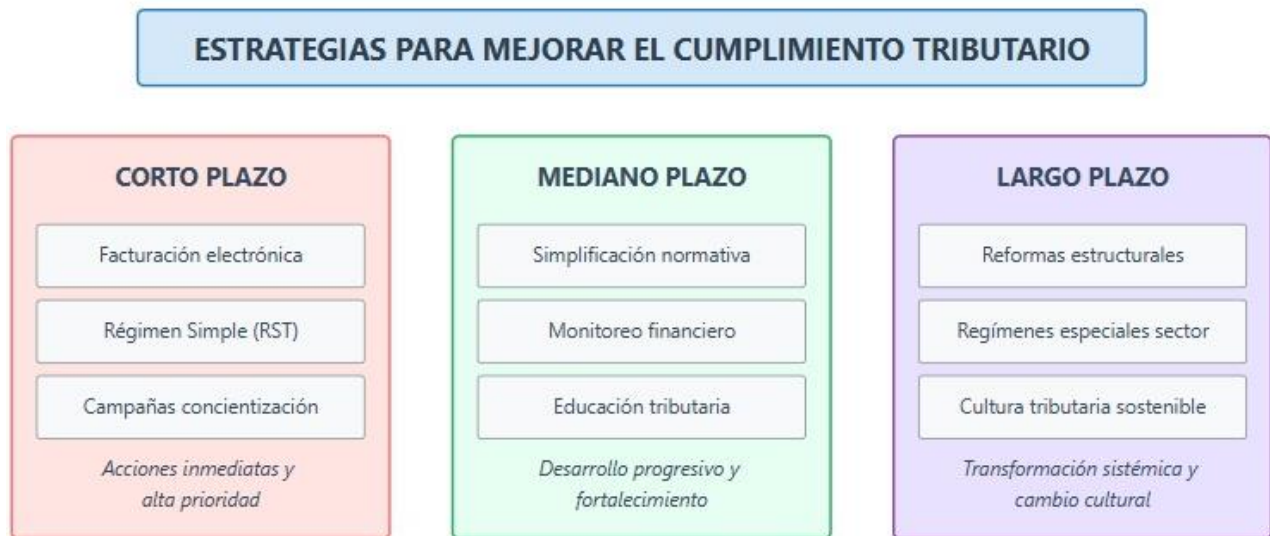 ESTRATEGIAS PARA MEJORAR EL CUMPLIMIENTO TRIBUTARIO
CORTO PLAZO
Facturación electrónica
Régimen Simple (RST)
Campañas concientización
Acciones inmediatas y
alta prioridad
MEDIANO PLAZO
Simplificación normativa
Monitoreo financiero
Educación tributaria
Desarrollo progresivo y
fortalecimiento
LARGO PLAZO
Reformas estructurales
Regímenes especiales sector
Cultura tributaria sostenible
Transformación sistémica y
cambio cultural